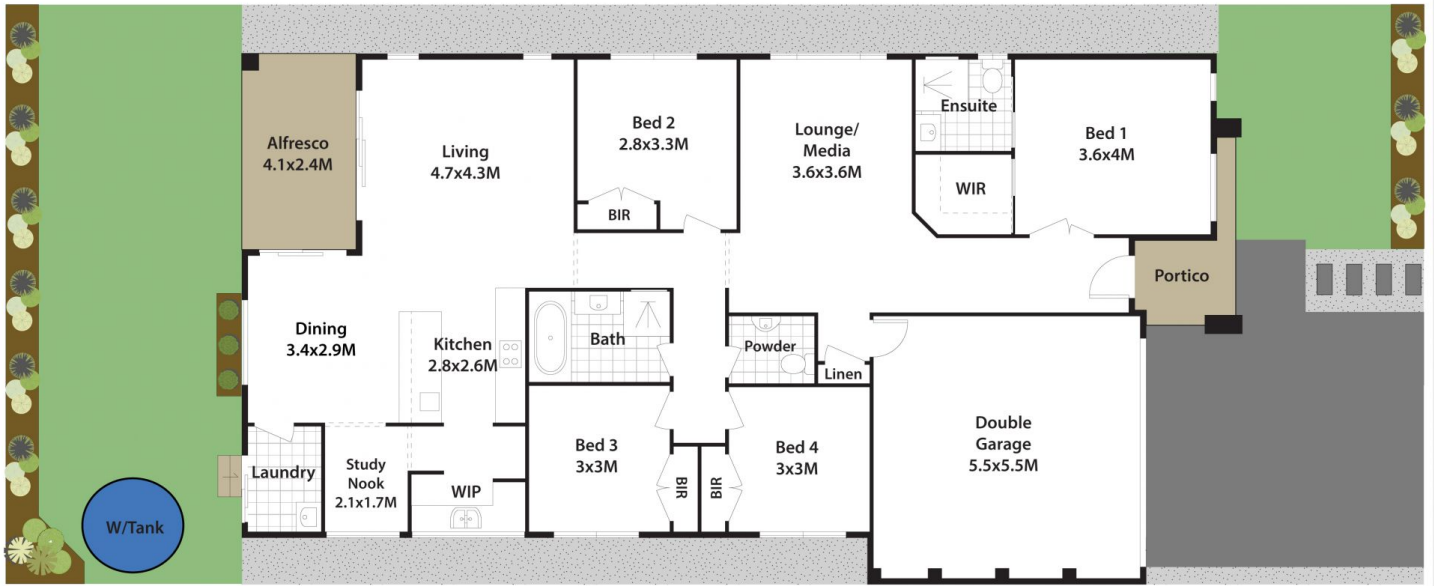 Alfresco
4.1x2.4M
Living
4.7x4.3M
Bed 2
2.8x3.3M
BIR
Lounge/
Media
3.6x3.6M
Ensuite
WIR
Bed 1
3.6x4M
Portico
Dining
3.4x2.9M
Kitchen
2.8x2.6M
Bath
Powder
Linen
Double
Garage
5.5x5.5M
Laundry
Study
Nook
2.1x1.7M
WIP
Bed 3
3x3M
BIR
BIR
Bed 4
3x3M
W/Tank